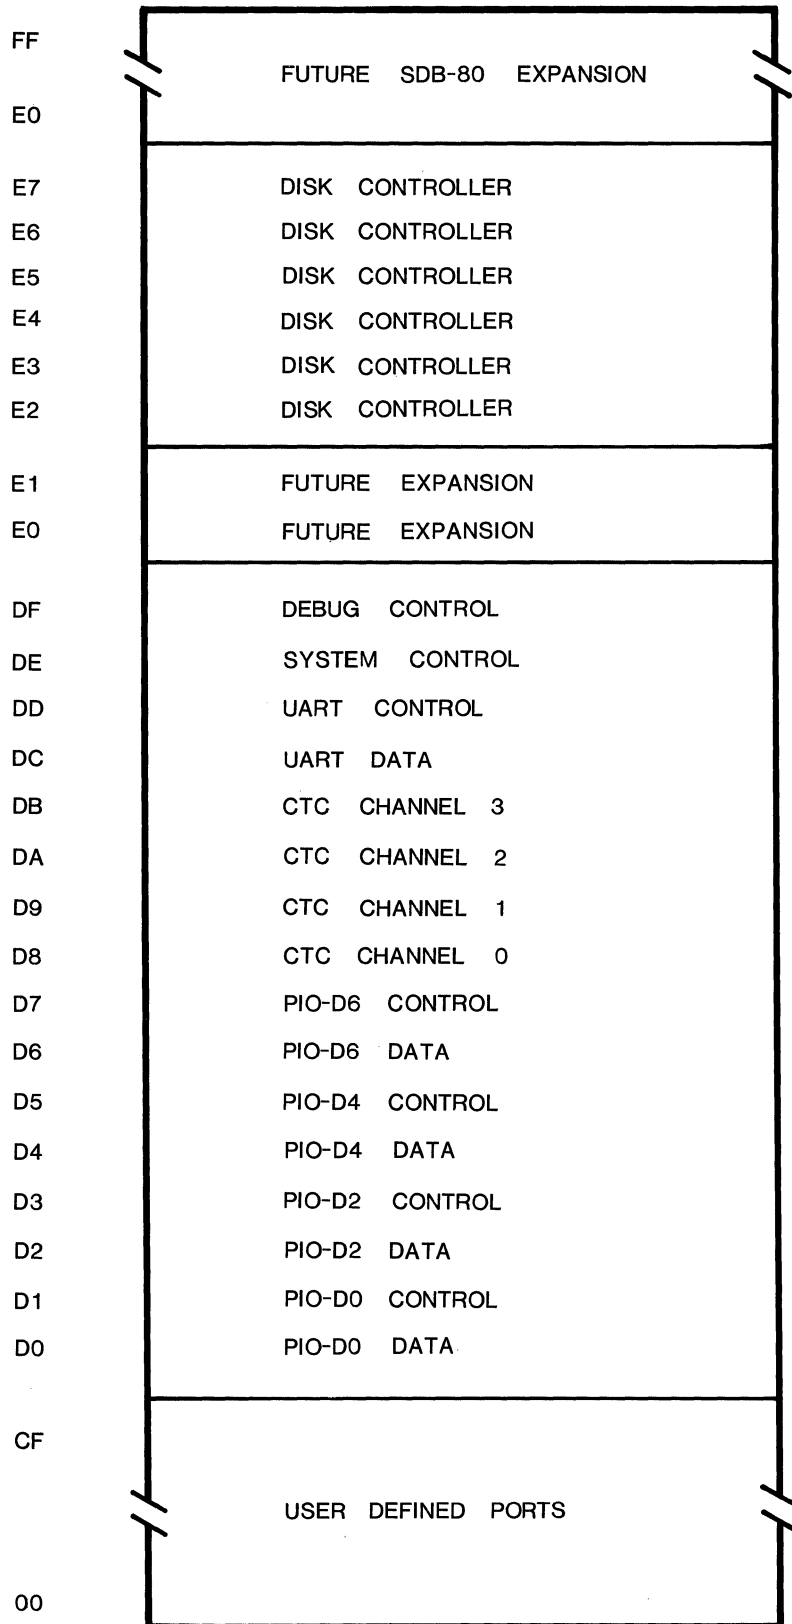 FF
FUTURE SDB-80 EXPANSION
E0
E7 DISK CONTROLLER
E6 DISK CONTROLLER
E5 DISK CONTROLLER
E4 DISK CONTROLLER
E3 DISK CONTROLLER
E2 DISK CONTROLLER
E1 FUTURE EXPANSION
E0 FUTURE EXPANSION
DF DEBUG CONTROL
DE SYSTEM CONTROL
DD UART CONTROL
DC UART DATA
DB CTC CHANNEL 3
DA CTC CHANNEL 2
D9 CTC CHANNEL 1
D8 CTC CHANNEL 0
D7 PIO-D6 CONTROL
D6 PIO-D6 DATA
D5 PIO-D4 CONTROL
D4 PIO-D4 DATA
D3 PIO-D2 CONTROL
D2 PIO-D2 DATA
D1 PIO-D0 CONTROL
D0 PIO-D0 DATA
CF
USER DEFINED PORTS
00